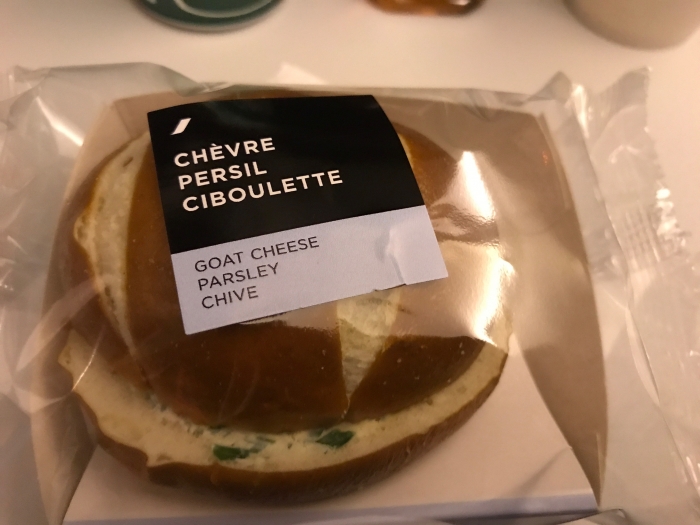 CHÈVRE
PERSIL
CIBOULETTE
GOAT CHEESE
PARSLEY
CHIVE